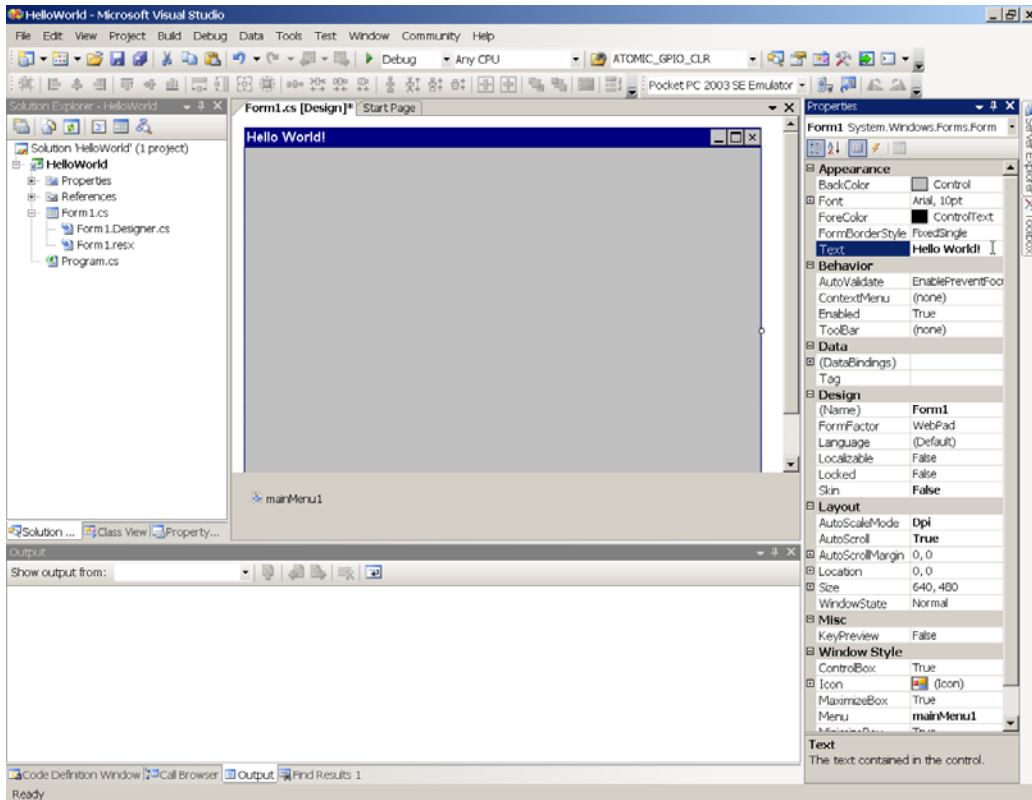 HelloWorld - Microsoft Visual Studio
File Edit View Project Build Debug Data Tools Test Window Community Help
Debug Any CPU ATOMIC_GPIO_CLR
Pocket PC 2003 SE Emulator
Solution Explorer - HelloWorld
Solution 'HelloWorld' (1 project)
HelloWorld
Properties
References
Form1.cs
Form1.Designer.cs
Form1.resx
Program.cs
Solution ... Class View Property...
Form1.cs [Design]* Start Page
Hello World!
mainMenu1
Properties
Form1 System.Windows.Forms.Form
Appearance
BackColor Control
Font Arial, 10pt
ForeColor ControlText
FormBorderStyle FixedSingle
Text Hello World!
Behavior
AutoValidate EnablePreventFoc
ContextMenu (none)
Enabled True
ToolBar (none)
Data
(DataBindings)
Tag
Design
(Name) Form1
FormFactor WebPad
Language (Default)
Localizable False
Locked False
Skin False
Layout
AutoScaleMode Dpi
AutoScroll True
AutoScrollMargin 0, 0
Location 0, 0
Size 640, 480
WindowState Normal
Misc
KeyPreview False
Window Style
ControlBox True
Icon (Icon)
MaximizeBox True
Menu mainMenu1
Text
The text contained in the control.
Server Explorer
Toolbox
Output
Show output from:
Code Definition Window Call Browser Output Find Results 1
Ready